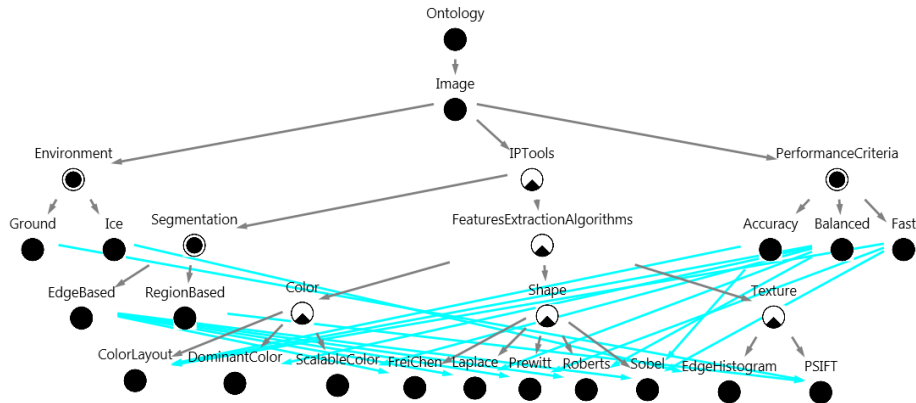 Ontology
Image
Environment
IPTools
PerformanceCriteria
Ground
Ice
Segmentation
FeaturesExtractionAlgorithms
Accuracy
Balanced
Fast
EdgeBased
RegionBased
Color
Shape
Texture
ColorLayout
DominantColor
ScalableColor
FreiChen
Laplace
Prewitt
Roberts
Sobel
EdgeHistogram
PSIFT